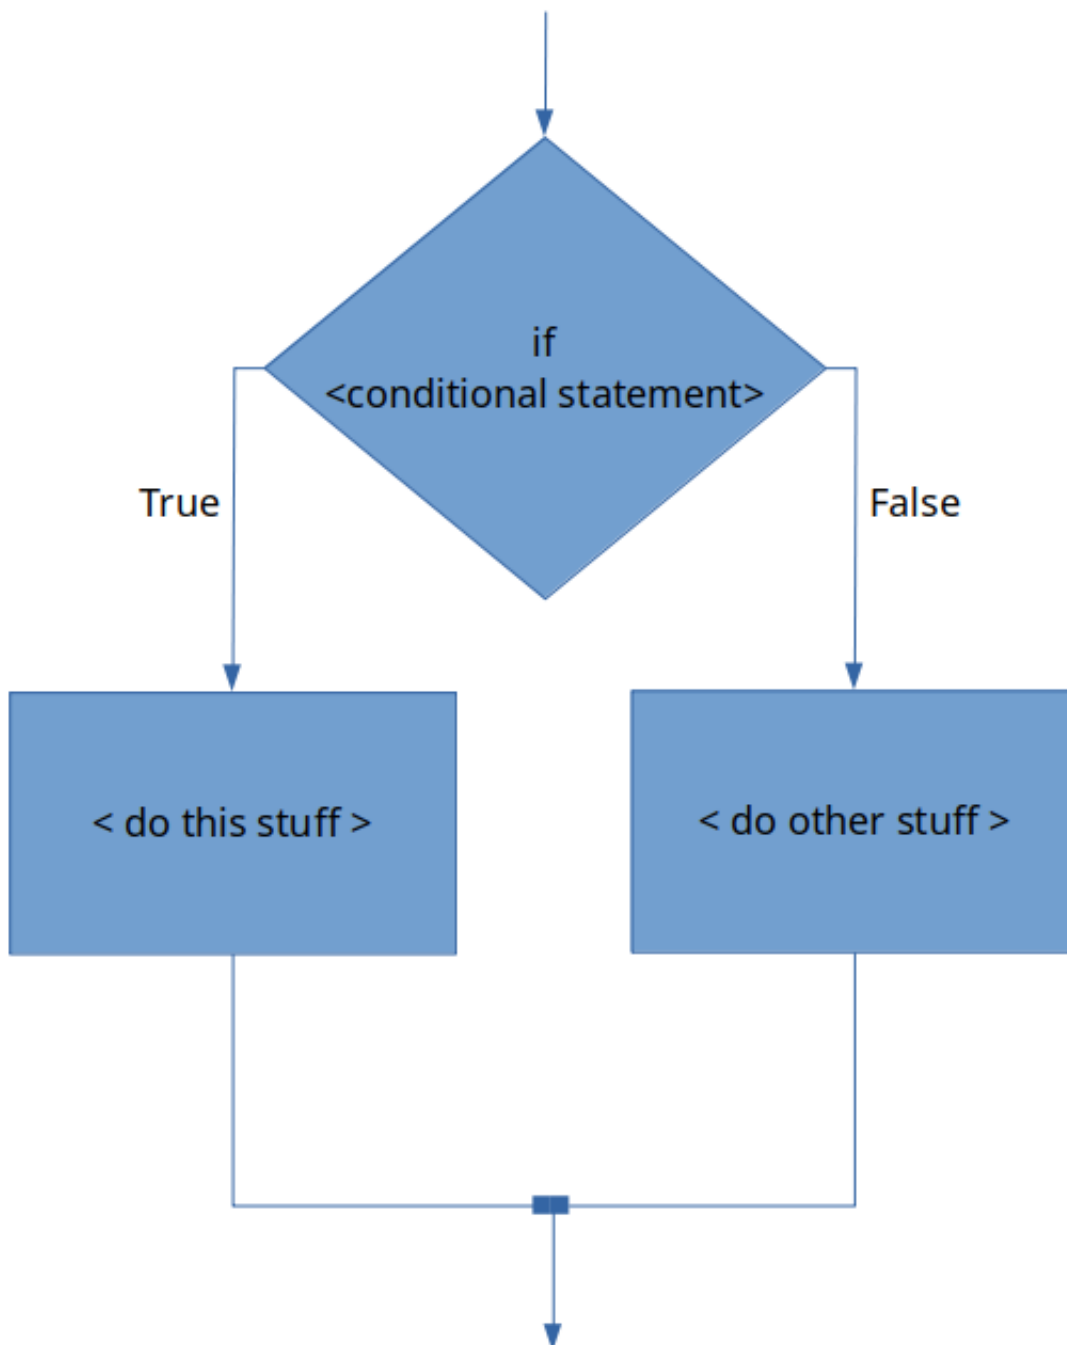 if
<conditional statement>
True
False
< do this stuff >
< do other stuff >